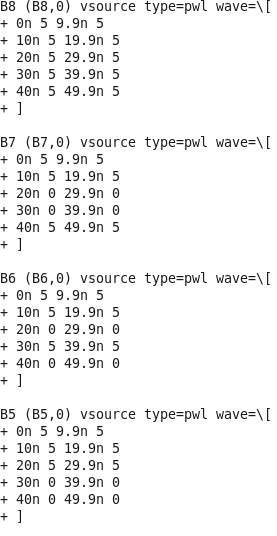 B8 (B8,0) vsource type=pwl wave=\[
+ 0n 5 9.9n 5
+ 10n 5 19.9n 5
+ 20n 5 29.9n 5
+ 30n 5 39.9n 5
+ 40n 5 49.9n 5
+ ]
B7 (B7,0) vsource type=pwl wave=\[
+ 0n 5 9.9n 5
+ 10n 5 19.9n 5
+ 20n 0 29.9n 0
+ 30n 0 39.9n 0
+ 40n 5 49.9n 5
+ ]
B6 (B6,0) vsource type=pwl wave=\[
+ 0n 5 9.9n 5
+ 10n 5 19.9n 5
+ 20n 0 29.9n 0
+ 30n 5 39.9n 5
+ 40n 0 49.9n 0
+ ]
B5 (B5,0) vsource type=pwl wave=\[
+ 0n 5 9.9n 5
+ 10n 5 19.9n 5
+ 20n 5 29.9n 5
+ 30n 0 39.9n 0
+ 40n 0 49.9n 0
+ ]